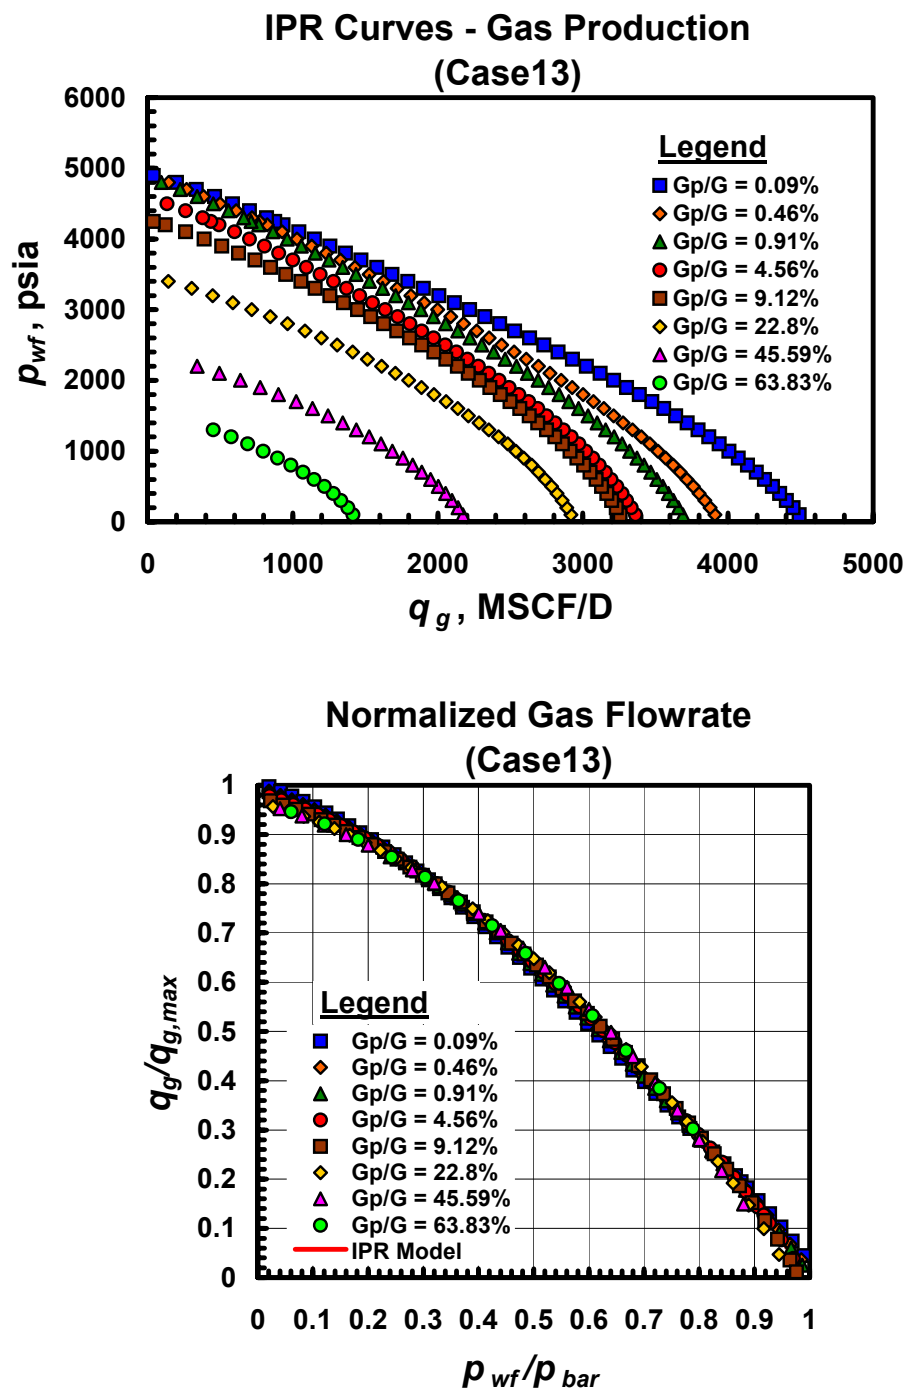 IPR Curves - Gas Production
(Case13)
6000
5000
4000
3000
2000
1000
0
p wf, psia
Legend
Gp/G = 0.09%
Gp/G = 0.46%
Gp/G = 0.91%
Gp/G = 4.56%
Gp/G = 9.12%
Gp/G = 22.8%
Gp/G = 45.59%
Gp/G = 63.83%
0 1000 2000 3000 4000 5000
q g , MSCF/D
Normalized Gas Flowrate
(Case13)
1
0.9
0.8
0.7
0.6
0.5
0.4
0.3
0.2
0.1
0
q g/q g,max
Legend
Gp/G = 0.09%
Gp/G = 0.46%
Gp/G = 0.91%
Gp/G = 4.56%
Gp/G = 9.12%
Gp/G = 22.8%
Gp/G = 45.59%
Gp/G = 63.83%
IPR Model
0 0.1 0.2 0.3 0.4 0.5 0.6 0.7 0.8 0.9 1
p wf /p bar